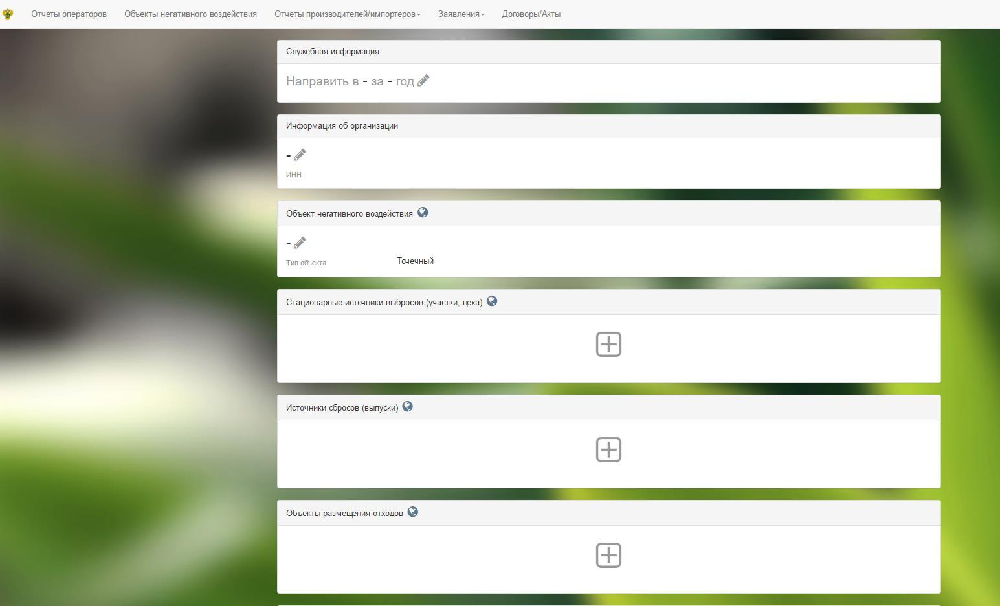 Отчеты операторов Объекты негативного воздействия Отчеты производителей/импортеров Заявления Договоры/Акты
Служебная информация
Направить в - за - год
Информация об организации
-
ИНН
Объект негативного воздействия
-
Тип объекта Точечный
Стационарные источники выбросов (участки, цеха)
Источники сбросов (выпуски)
Объекты размещения отходов